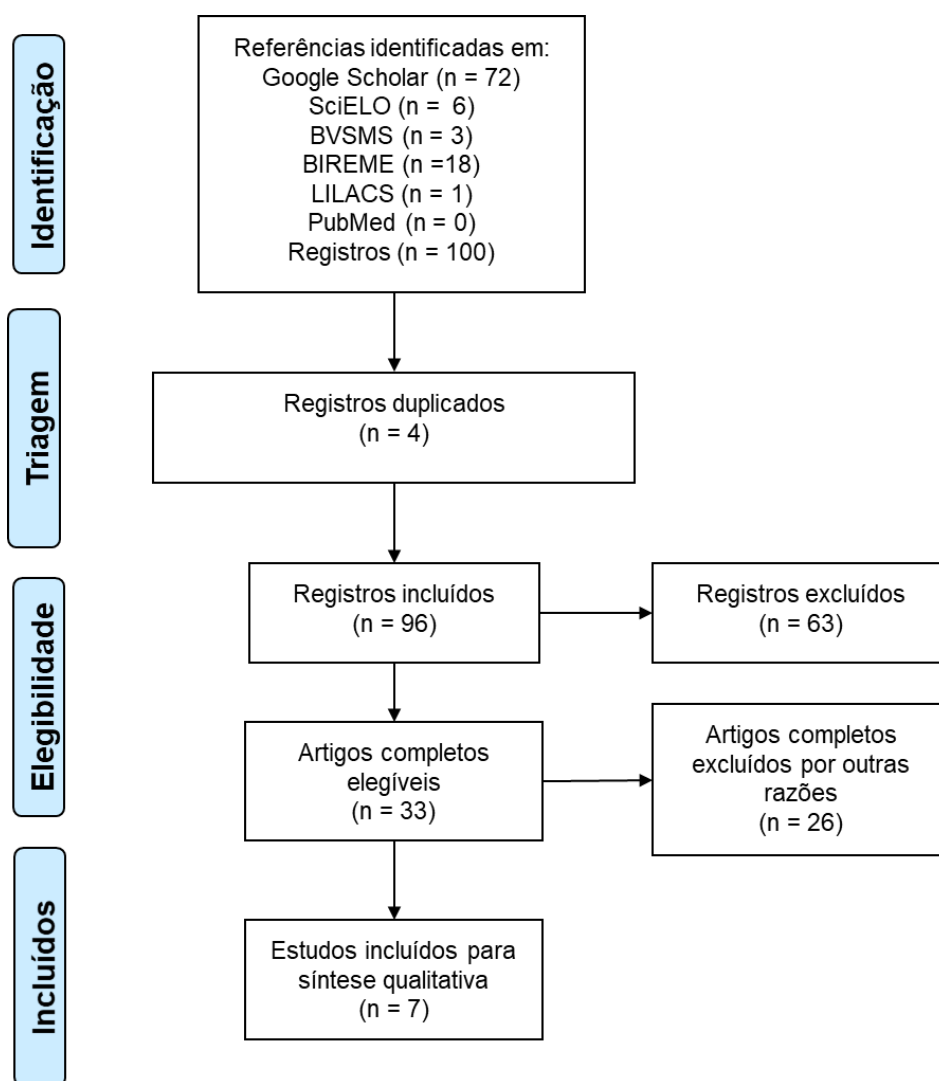 Identificação
Referências identificadas em:
Google Scholar (n = 72)
SciELO (n = 6)
BVSMS (n = 3)
BIREME (n =18)
LILACS (n = 1)
PubMed (n = 0)
Registros (n = 100)
Triagem
Registros duplicados
(n = 4)
Elegibilidade
Registros incluídos
(n = 96)
Registros excluídos
(n = 63)
Artigos completos
elegíveis
(n = 33)
Artigos completos
excluídos por outras
razões
(n = 26)
Incluídos
Estudos incluídos para
síntese qualitativa
(n = 7)